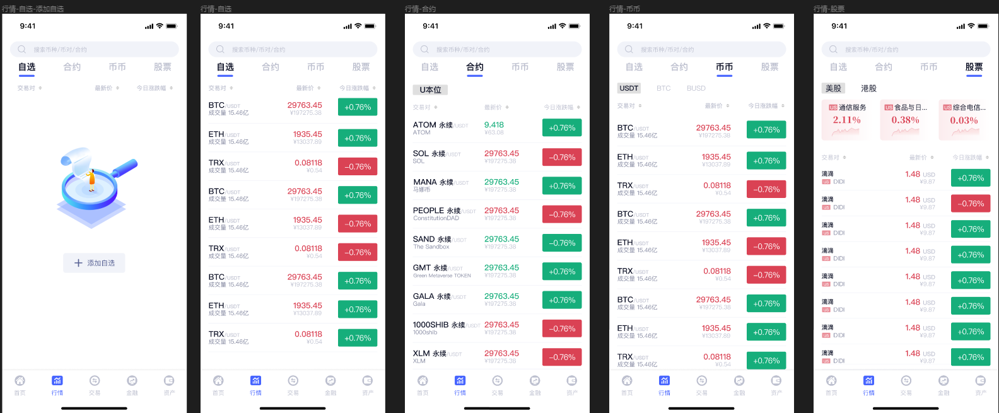 行情-自选-添加自选
9:41
搜索币种/币对/合约
自选 合约 币币 股票
交易对 最新价 今日涨跌幅
添加自选
首页 行情 交易 金融 资产
行情-自选
9:41
搜索币种/币对/合约
自选 合约 币币 股票
交易对 最新价 今日涨跌幅
BTC/USDT 29763.45 +0.76%
成交量 15.46亿 ¥197275.38
ETH/USDT 1935.45 +0.76%
成交量 15.46亿 ¥13037.89
TRX/USDT 0.08118 -0.76%
成交量 15.46亿 ¥0.54
BTC/USDT 29763.45 +0.76%
成交量 15.46亿 ¥197275.38
ETH/USDT 1935.45 -0.76%
成交量 15.46亿 ¥13037.89
TRX/USDT 0.08118 -0.76%
成交量 15.46亿 ¥0.54
BTC/USDT 29763.45 +0.76%
成交量 15.46亿 ¥197275.38
ETH/USDT 1935.45 +0.76%
成交量 15.46亿 ¥13037.89
TRX/USDT 0.08118 +0.76%
成交量 15.46亿 ¥0.54
首页 行情 交易 金融 资产
行情-合约
9:41
搜索币种/币对/合约
自选 合约 币币 股票
U本位
交易对 最新价 今日涨跌幅
ATOM 永续/USDT 9.418 +0.76%
ATOM ¥63.08
SOL 永续/USDT 29763.45 -0.76%
SOL ¥197275.38
MANA 永续/USDT 29763.45 +0.76%
马娜币 ¥197275.38
PEOPLE 永续/USDT 29763.45 -0.76%
ConstitutionDAD ¥197275.38
SAND 永续/USDT 29763.45 -0.76%
The Sandbox ¥197275.38
GMT 永续/USDT 29763.45 +0.76%
Green Metaverse TOKEN ¥197275.38
GALA 永续/USDT 29763.45 +0.76%
Gala ¥197275.38
1000SHIB 永续/USDT 29763.45 -0.76%
1000shib ¥197275.38
XLM 永续/USDT 29763.45 -0.76%
XLM ¥197275.38
首页 行情 交易 金融 资产
行情-币币
9:41
搜索币种/币对/合约
自选 合约 币币 股票
USDT BTC BUSD
交易对 最新价 今日涨跌幅
BTC/USDT 29763.45 +0.76%
成交量 15.46亿 ¥197275.38
ETH/USDT 1935.45 +0.76%
成交量 15.46亿 ¥13037.89
TRX/USDT 0.08118 -0.76%
成交量 15.46亿 ¥0.54
BTC/USDT 29763.45 +0.76%
成交量 15.46亿 ¥197275.38
ETH/USDT 1935.45 -0.76%
成交量 15.46亿 ¥13037.89
TRX/USDT 0.08118 -0.76%
成交量 15.46亿 ¥0.54
BTC/USDT 29763.45 +0.76%
成交量 15.46亿 ¥197275.38
ETH/USDT 1935.45 +0.76%
成交量 15.46亿 ¥13037.89
TRX/USDT 0.08118 +0.76%
成交量 15.46亿 ¥0.54
首页 行情 交易 金融 资产
行情-股票
9:41
搜索币种/币对/合约
自选 合约 币币 股票
美股 港股
US 通信服务 US 食品与日... US 综合电信...
2.11% 0.38% 0.03%
交易对 最新价 今日涨跌幅
滴滴 1.48 USD +0.76%
US DIDI ¥9.87
滴滴 1.48 USD -0.76%
US DIDI ¥9.87
滴滴 1.48 USD +0.76%
US DIDI ¥9.87
滴滴 1.48 USD +0.76%
US DIDI ¥9.87
滴滴 1.48 USD +0.76%
US DIDI ¥9.87
滴滴 1.48 USD +0.76%
US DIDI ¥9.87
滴滴 1.48 USD +0.76%
US DIDI ¥9.87
滴滴 1.48 USD +0.76%
US DIDI ¥9.87
首页 行情 交易 金融 资产